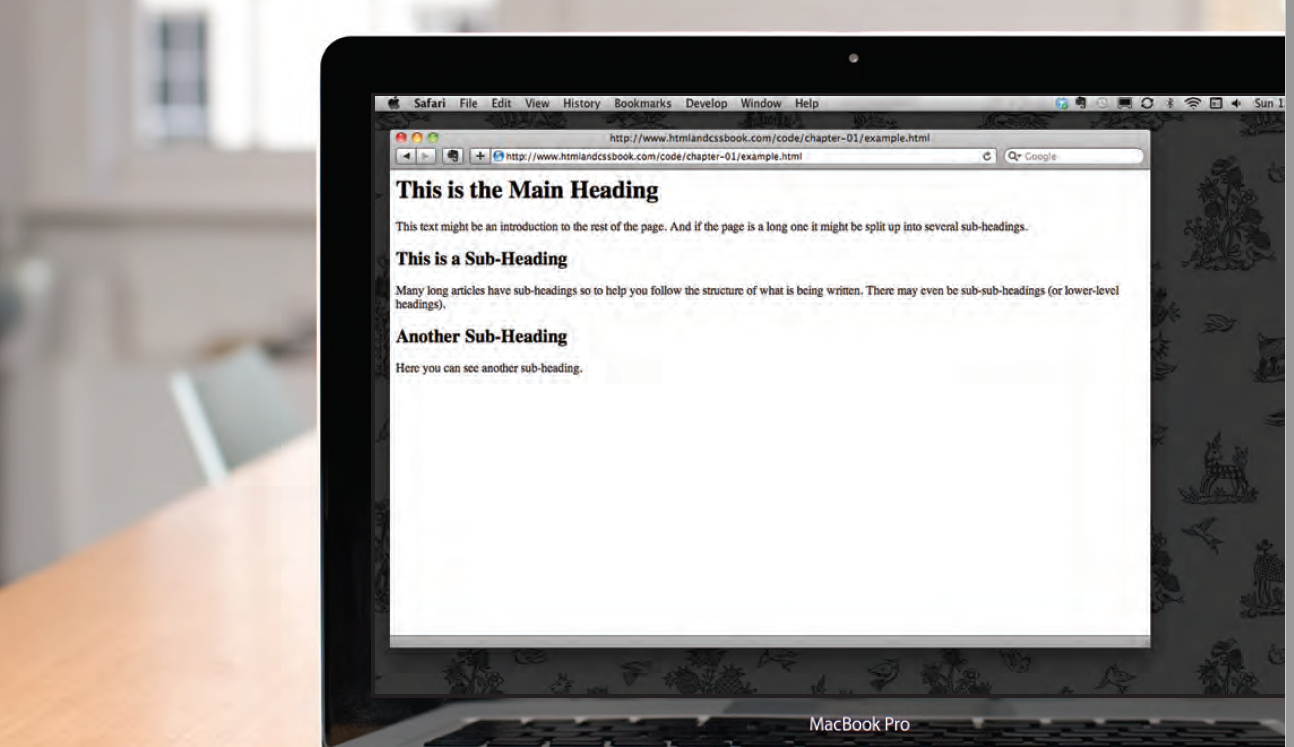 Safari File Edit View History Bookmarks Develop Window Help Sun 1
http://www.htmlandcssbook.com/code/chapter-01/example.html
http://www.htmlandcssbook.com/code/chapter-01/example.html Google
This is the Main Heading
This text might be an introduction to the rest of the page. And if the page is a long one it might be split up into several sub-headings.
This is a Sub-Heading
Many long articles have sub-headings so to help you follow the structure of what is being written. There may even be sub-sub-headings (or lower-level
headings).
Another Sub-Heading
Here you can see another sub-heading.
MacBook Pro